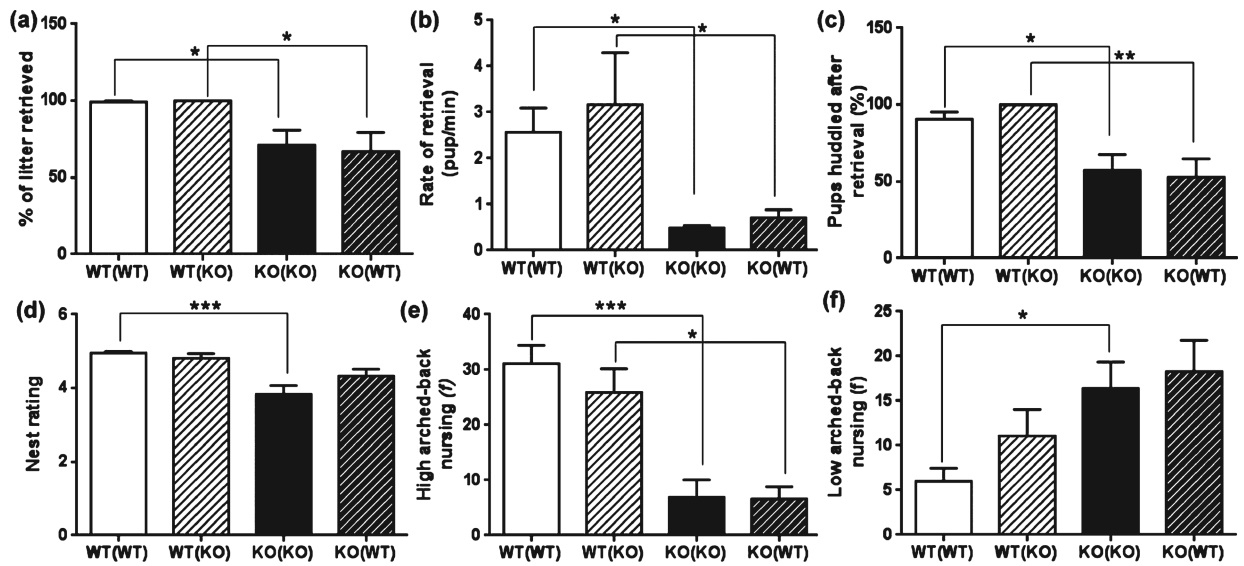 (a)
% of litter retrieved
150
100
50
0
*
*
WT(WT) WT(KO) KO(KO) KO(WT)
(b)
Rate of retrieval
(pup/min)
5
4
3
2
1
0
*
*
WT(WT) WT(KO) KO(KO) KO(WT)
(c)
Pups huddled after
retrieval (%)
150
100
50
0
*
**
WT(WT) WT(KO) KO(KO) KO(WT)
(d)
Nest rating
6
4
2
0
***
WT(WT) WT(KO) KO(KO) KO(WT)
(e)
High arched-back
nursing (f)
40
30
20
10
0
***
*
WT(WT) WT(KO) KO(KO) KO(WT)
(f)
Low arched-back
nursing (f)
25
20
15
10
5
0
*
WT(WT) WT(KO) KO(KO) KO(WT)